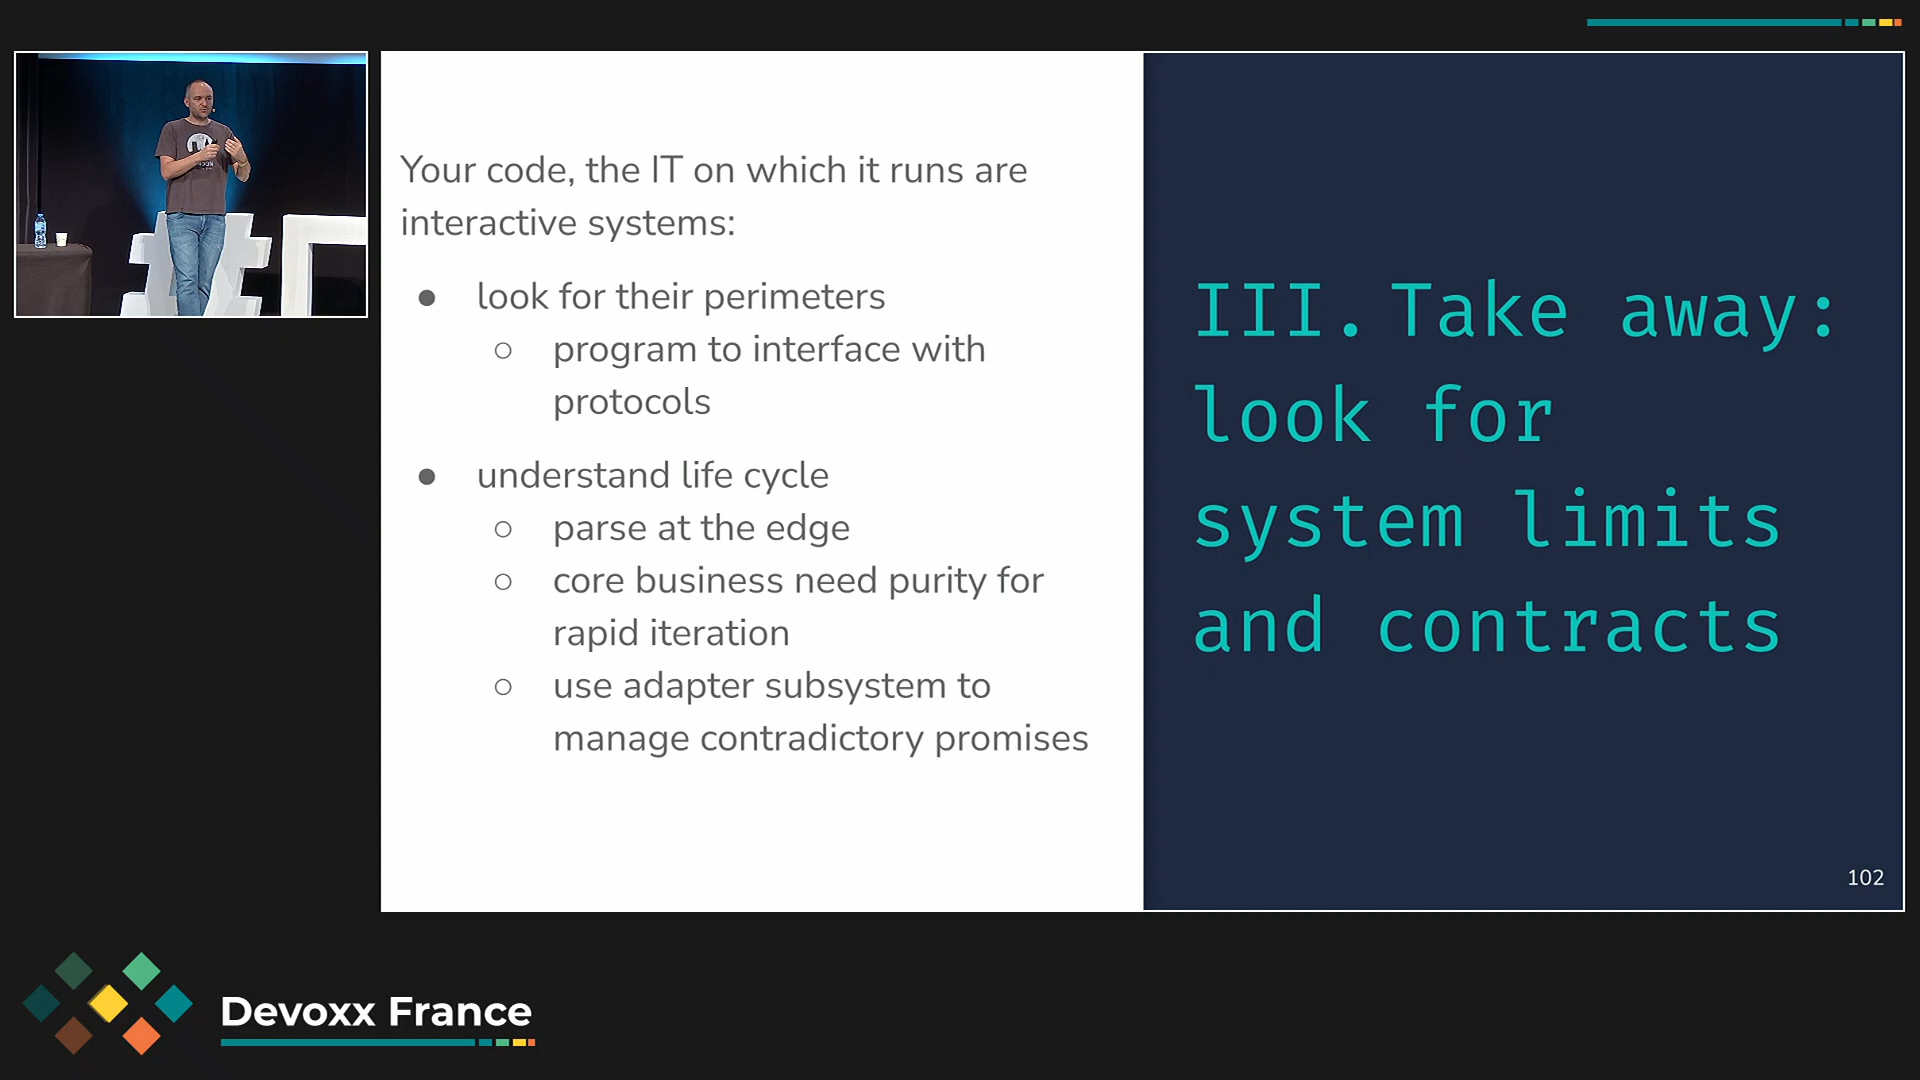 Your code, the IT on which it runs are
interactive systems:
● look for their perimeters
○ program to interface with
protocols
● understand life cycle
○ parse at the edge
○ core business need purity for
rapid iteration
○ use adapter subsystem to
manage contradictory promises
III. Take away:
look for
system limits
and contracts
102
Devoxx France